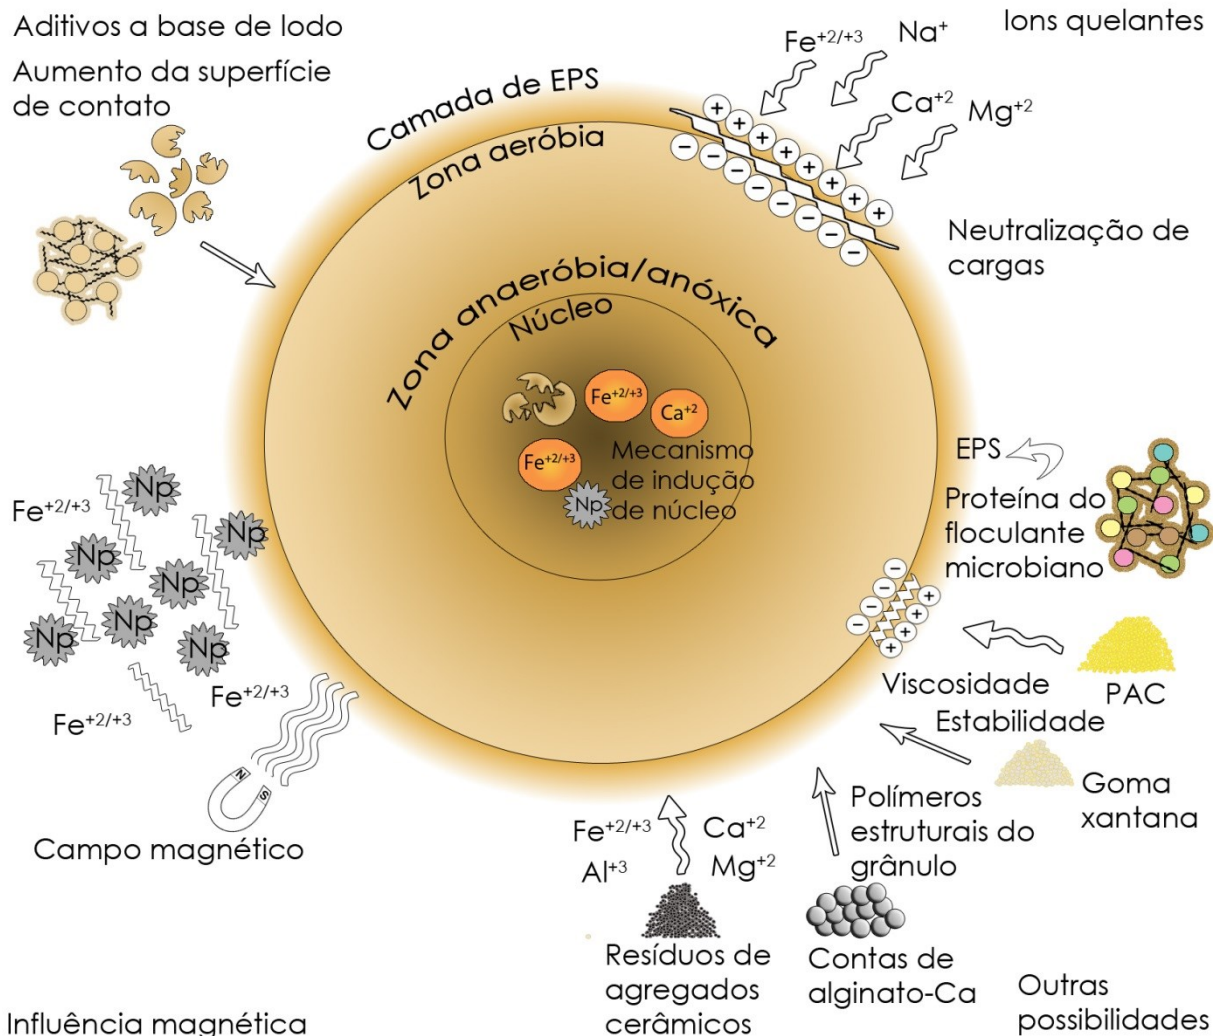 Aditivos a base de lodo
Aumento da superfície
de contato
Camada de EPS
Zona aeróbia
Zona anaeróbia/anóxica
Núcleo
Fe+2/+3
Ca+2
Fe+2/+3
Np
Mecanismo
de indução
de núcleo
Ions quelantes
Fe+2/+3
Na+
Ca+2
Mg+2
+ + + + + + + +
− − − − − − − −
Neutralização de
cargas
EPS
Proteína do
floculante
microbiano
− − − −
+ + + +
PAC
Viscosidade
Estabilidade
Goma
xantana
Polímeros
estruturais do
grânulo
Contas de
alginato-Ca
Fe+2/+3
Ca+2
Al+3
Mg+2
Resíduos de
agregados
cerâmicos
Outras
possibilidades
Np
Fe+2/+3
Np
Np
Np
Np
Np
Np
Fe+2/+3
Fe+2/+3
N
S
Campo magnético
Influência magnética